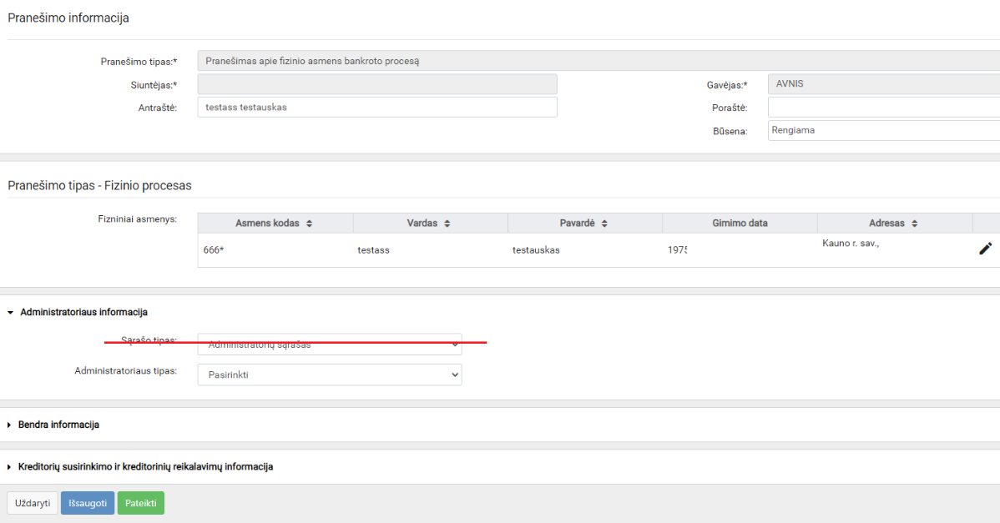 Pranešimo informacija
Pranešimo tipas:* Pranešimas apie fizinio asmens bankroto procesą
Siuntėjas:* Gavėjas:* AVNIS
Antraštė: testass testauskas Poraštė:
Būsena: Rengiama
Pranešimo tipas - Fizinio procesas
Fizniniai asmenys: Asmens kodas Vardas Pavardė Gimimo data Adresas
666* testass testauskas 1975 Kauno r. sav.,
Administratoriaus informacija
Sąrašo tipas: Administratorių sąrašas
Administratoriaus tipas: Pasirinkti
Bendra informacija
Kreditorių susirinkimo ir kreditorinių reikalavimų informacija
Uždaryti Išsaugoti Pateikti